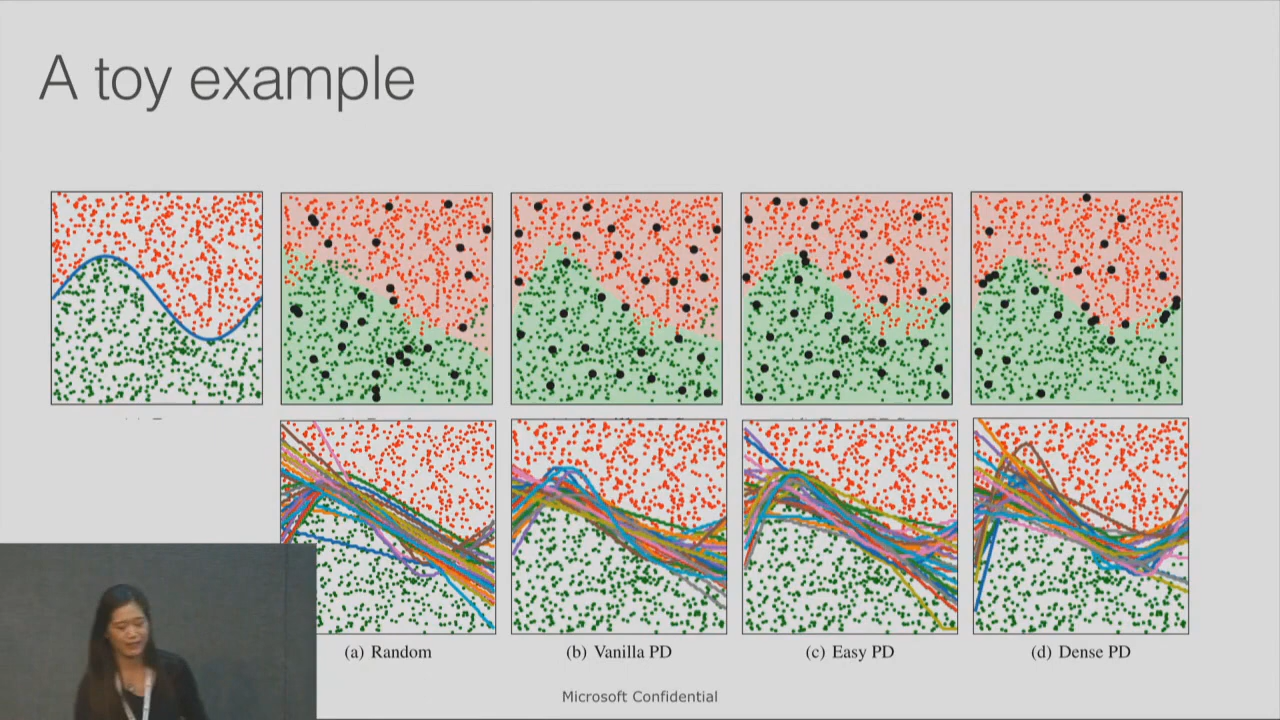 A toy example
(a) Random
(b) Vanilla PD
(c) Easy PD
(d) Dense PD
Microsoft Confidential